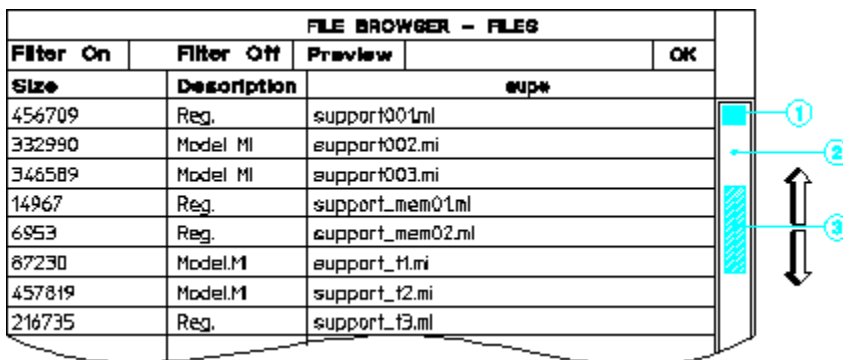 FILE BROWSER - FILES
Filter On Filter Off Preview OK
Size Description sup*
456709 Reg. support001.ml
332990 Model MI support002.mi
346589 Model MI support003.mi
14967 Reg. support_mem01.ml
6953 Reg. support_mem02.ml
87230 Model.MI support_t1.mi
457819 Model.MI support_t2.mi
216735 Reg. support_t3.ml
1
2
3